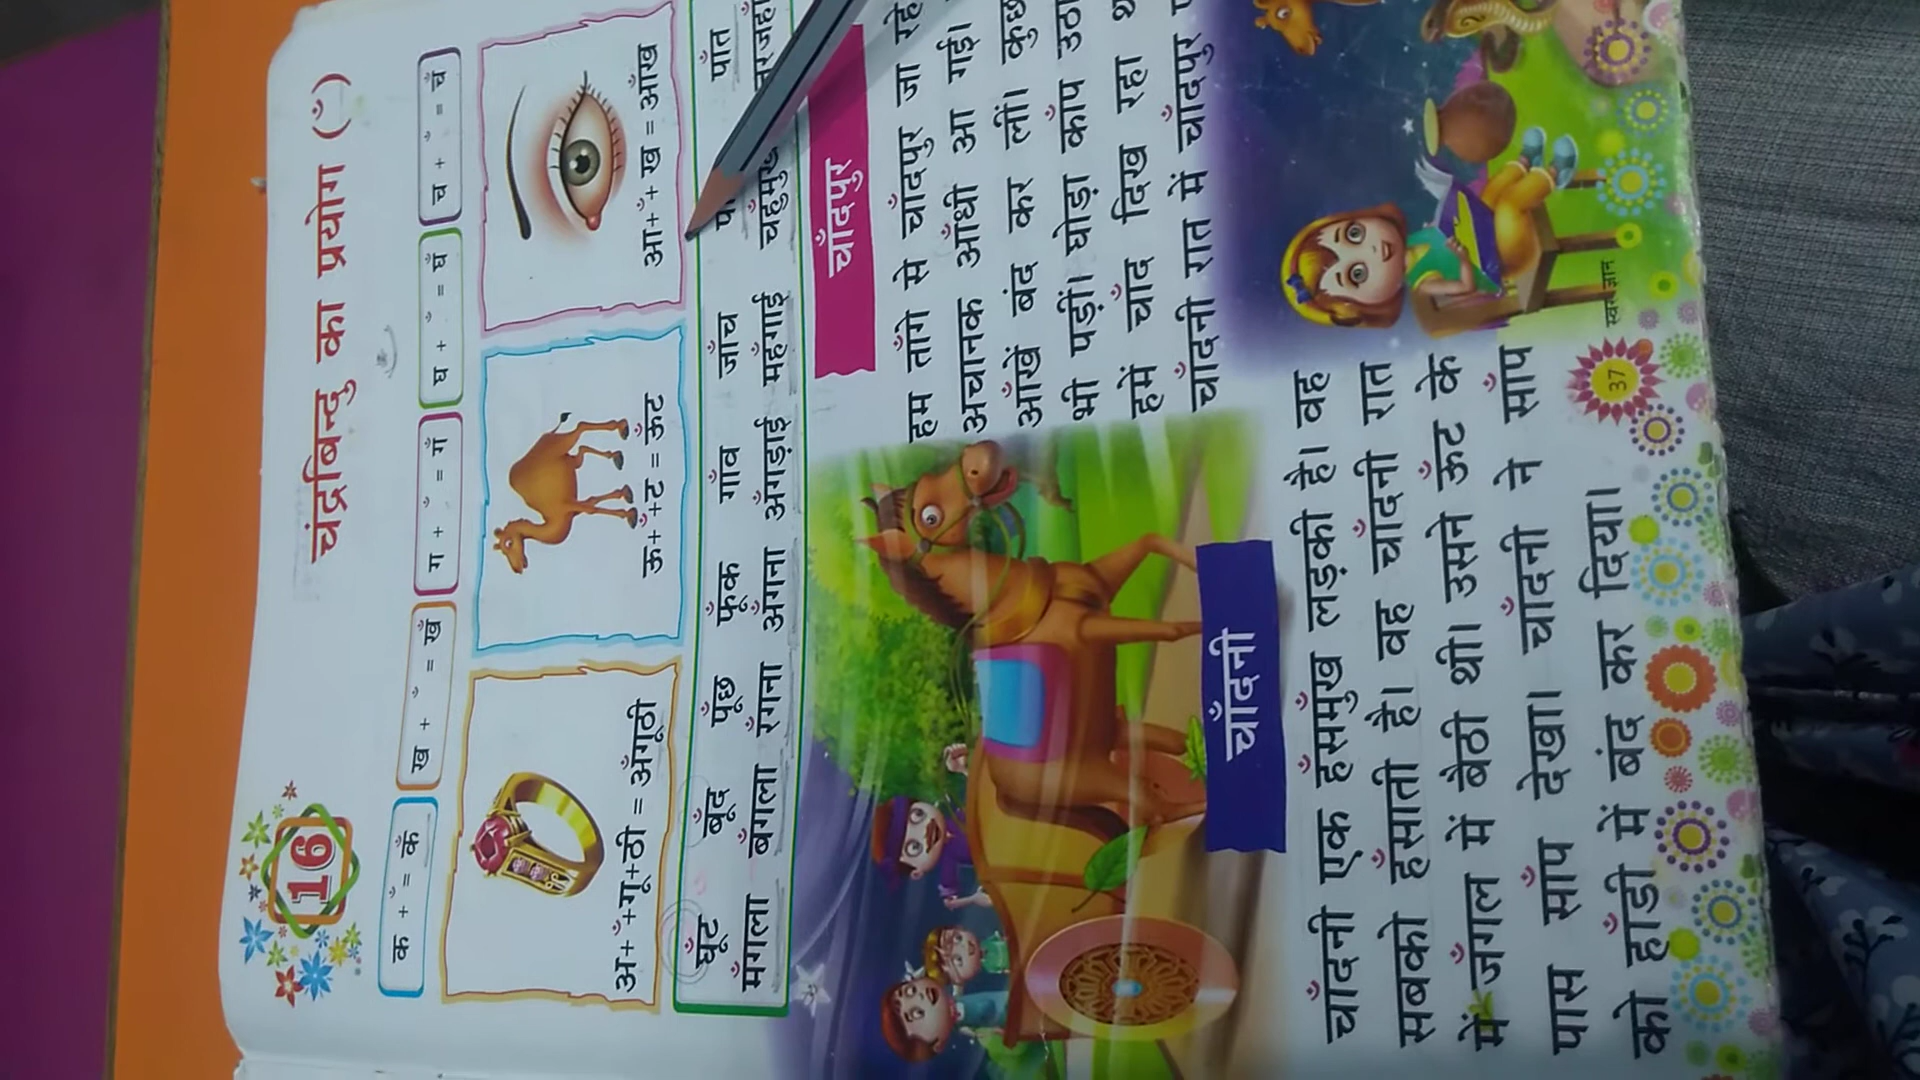 16
चंद्रबिन्दु का प्रयोग (ँ)
क + ँ = कँ
ख + ँ = खँ
ग + ँ = गँ
घ + ँ = घँ
च + ँ = चँ
अ+ँ+गू+ठी = अँगूठी
ऊ+ँ+ट = ऊँट
आ+ँ+ख = आँख
घूँट बूँद पूँछ फूँक गाँव जाँच पाँत
मँगला बँगला रँगना अँगना अँगड़ाई महँगाई
चाँदपुर
हम ताँगे से चाँदपुर जा रहे
अचानक आँधी आ गई।
आँखें बंद कर लीं। कुछ
भी पड़ीं। घोड़ा काँप उठा
हमें चाँद दिख रहा
चाँदनी रात में चाँदपुर
चाँदनी
चाँदनी एक हँसमुख लड़की है। वह
सबको हँसाती है। वह चाँदनी रात
में जँगल में बैठी थी। उसने ऊँट के
पास साँप देखा। चाँदनी ने साँप
को हाँडी में बंद कर दिया।
37